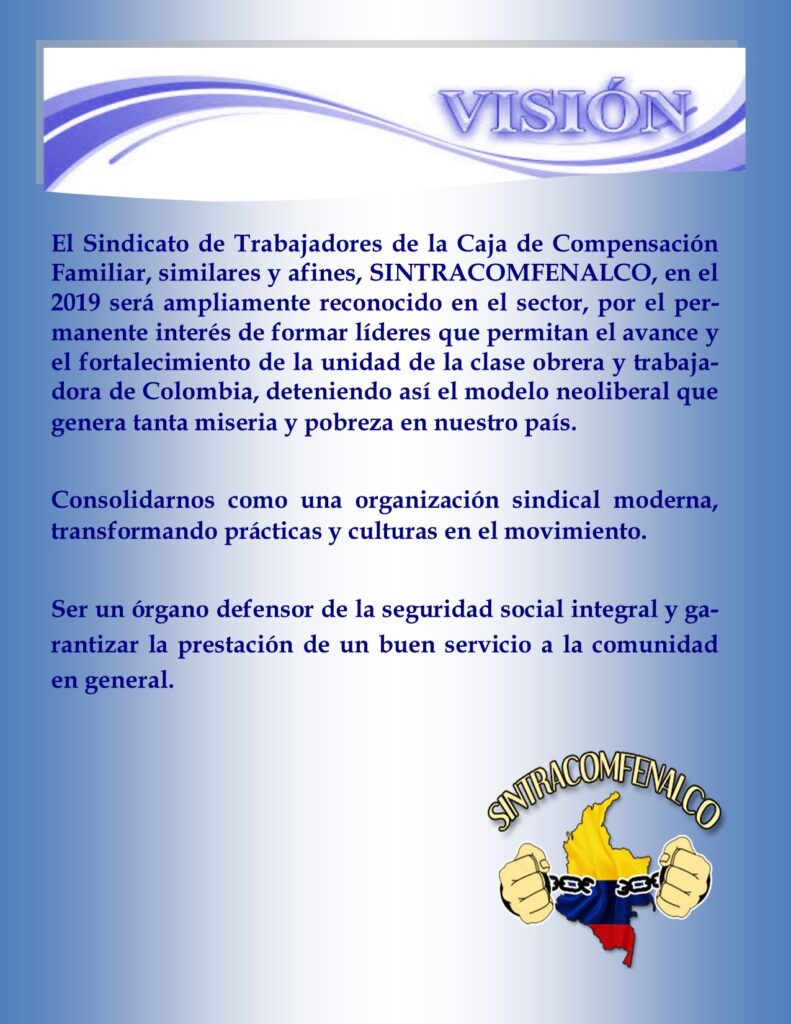 VISIÓN
El Sindicato de Trabajadores de la Caja de Compensación
Familiar, similares y afines, SINTRACOMFENALCO, en el
2019 será ampliamente reconocido en el sector, por el per-
manente interés de formar líderes que permitan el avance y
el fortalecimiento de la unidad de la clase obrera y trabaja-
dora de Colombia, deteniendo así el modelo neoliberal que
genera tanta miseria y pobreza en nuestro país.
Consolidarnos como una organización sindical moderna,
transformando prácticas y culturas en el movimiento.
Ser un órgano defensor de la seguridad social integral y ga-
rantizar la prestación de un buen servicio a la comunidad
en general.
SINTRACOMFENALCO